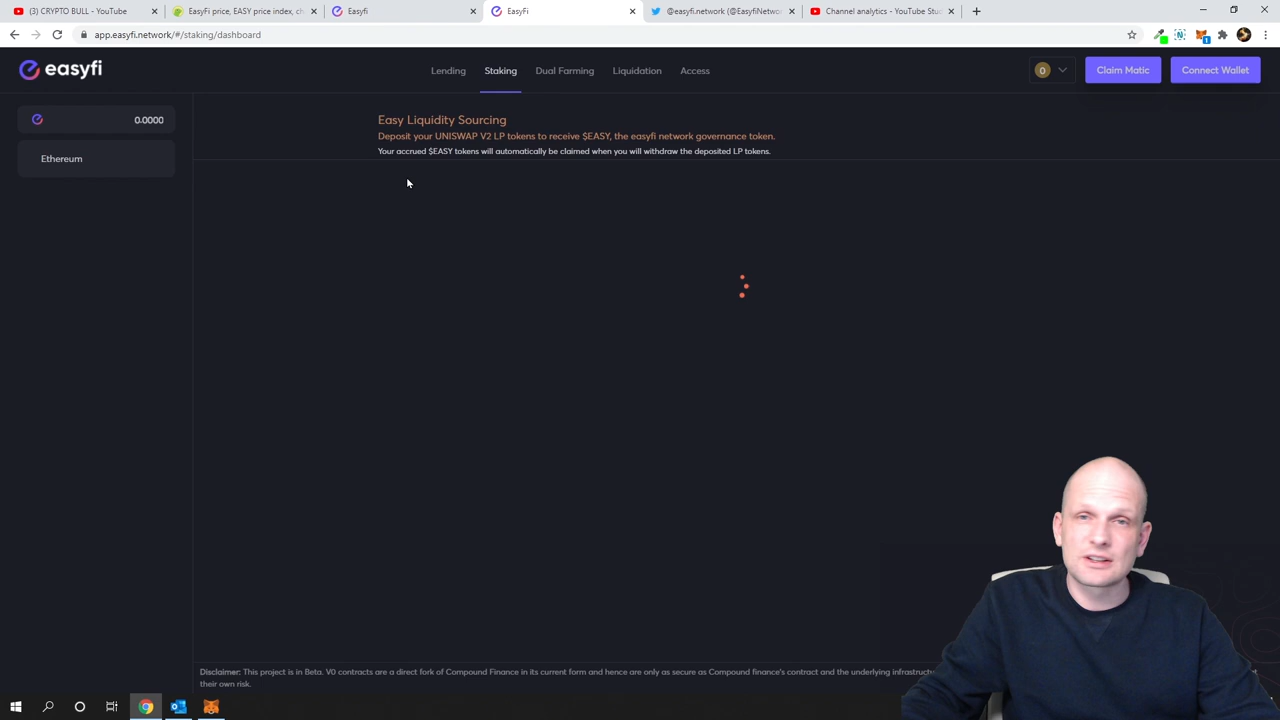 (3) CRYPTO BULL - YouTube
EasyFi price, EASY price index, ch
Easyfi
EasyFi
@easyfi.network (@EasyfiNetwor
Channel analytics - YouTube Stu
app.easyfi.network/#/staking/dashboard
1
easyfi
Lending
Staking
Dual Farming
Liquidation
Access
0
Claim Matic
Connect Wallet
0.0000
Ethereum
Easy Liquidity Sourcing
Deposit your UNISWAP V2 LP tokens to receive $EASY, the easyfi network governance token.
Your accrued $EASY tokens will automatically be claimed when you will withdraw the deposited LP tokens.
Disclaimer: This project is in Beta. V0 contracts are a direct fork of Compound Finance in its current form and hence are only as secure as Compound finance's contract and the underlying infrastruct
their own risk.